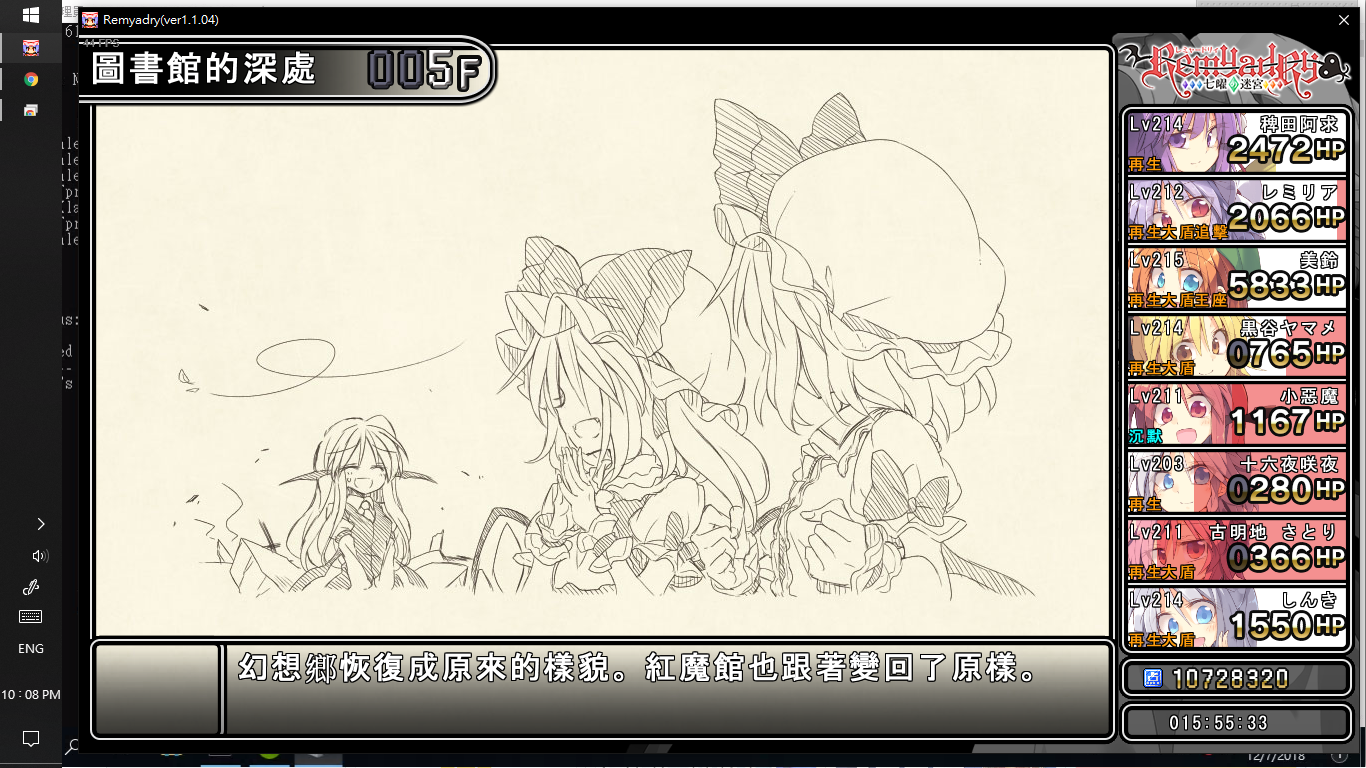 Remyadry(ver1.1.04)
44 FPS
圖書館的深處 005F
Remyadry
七曜 迷宮
Lv214 稗田阿求
2472HP
再生
Lv212 レミリア
2066HP
再生大盾追撃
Lv215 美鈴
5833HP
再生大盾王座
Lv214 黒谷ヤマメ
0765HP
再生大盾
Lv211 小惡魔
1167HP
沉默
Lv203 十六夜咲夜
0280HP
再生
Lv211 古明地 さとり
0366HP
再生大盾
Lv214 しんき
1550HP
再生大盾
幻想鄉恢復成原來的樣貌。紅魔館也跟著變回了原樣。
10728320
015:55:33
ENG
10:08 PM
12/7/2018